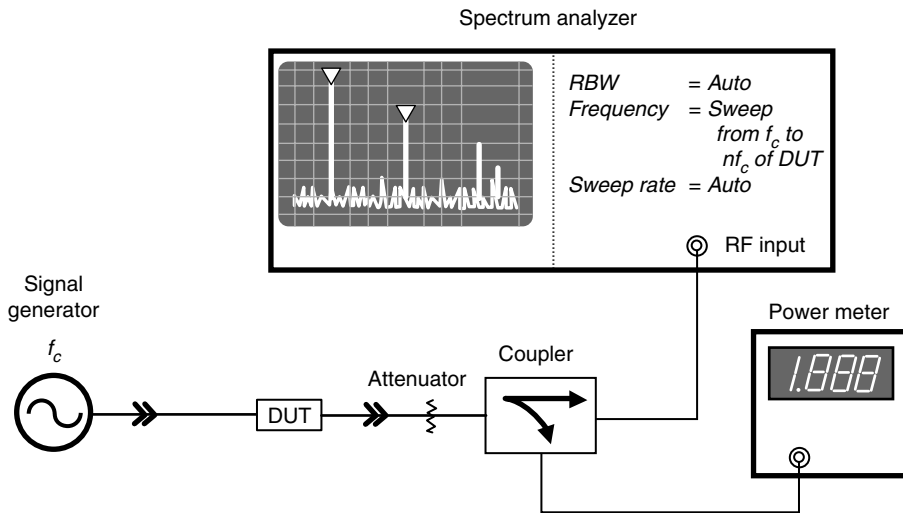 Spectrum analyzer
RBW = Auto
Frequency = Sweep
from fc to
nfc of DUT
Sweep rate = Auto
RF input
Signal
generator
fc
DUT
Attenuator
Coupler
Power meter
1.888